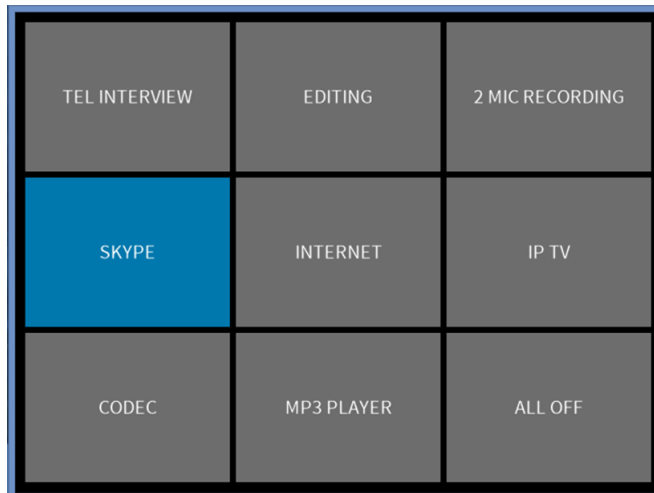 TEL INTERVIEW
EDITING
2 MIC RECORDING
SKYPE
INTERNET
IP TV
CODEC
MP3 PLAYER
ALL OFF